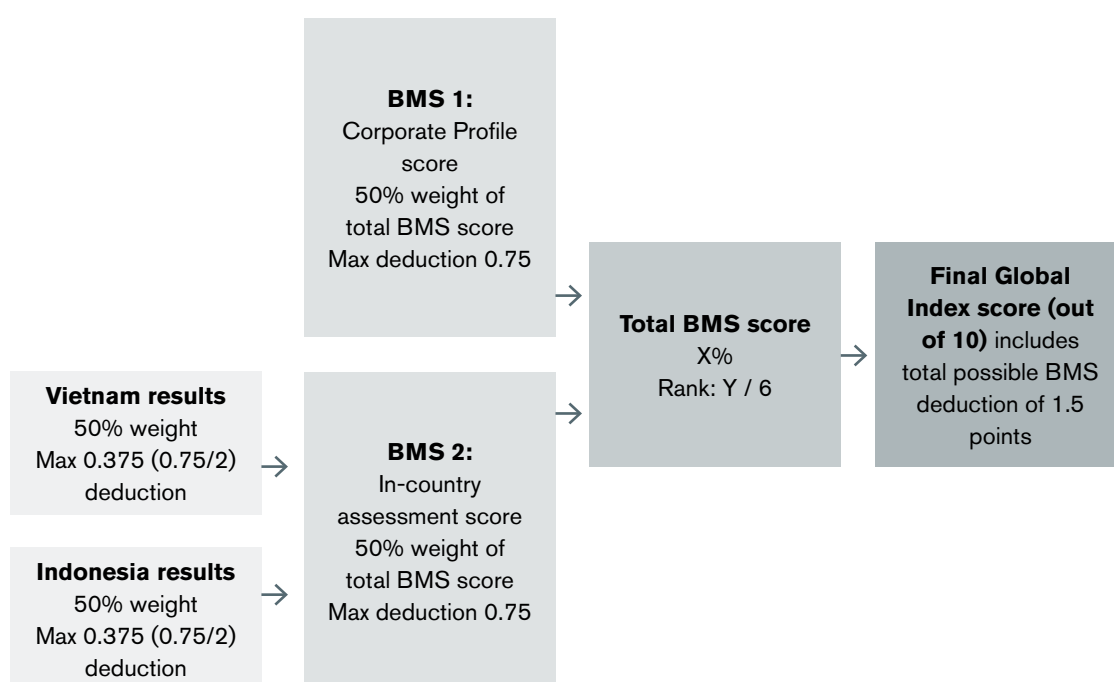 BMS 1:
Corporate Profile
score
50% weight of
total BMS score
Max deduction 0.75
Vietnam results
50% weight
Max 0.375 (0.75/2)
deduction
Indonesia results
50% weight
Max 0.375 (0.75/2)
deduction
BMS 2:
In-country
assessment score
50% weight of
total BMS score
Max deduction 0.75
Total BMS score
X%
Rank: Y / 6
Final Global
Index score (out
of 10) includes
total possible BMS
deduction of 1.5
points